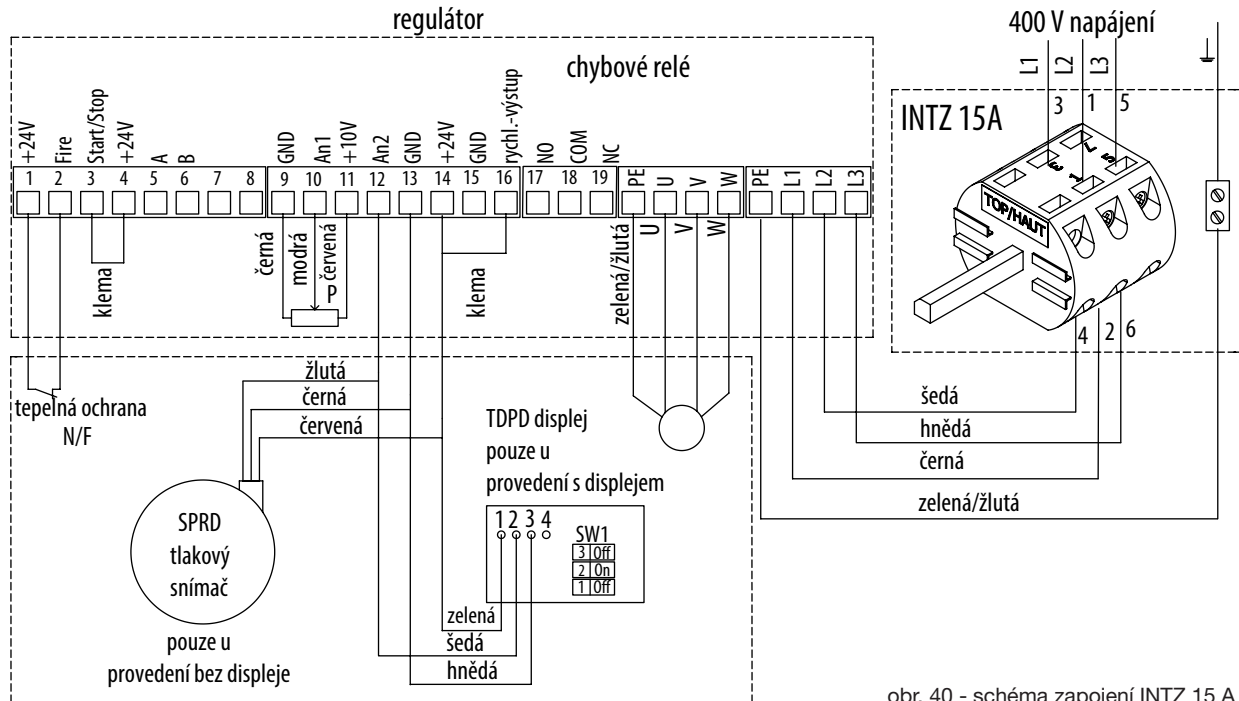 regulátor
400 V napájení
L1
L2
L3
chybové relé
INTZ 15A
3
1
5
+24V
Fire
Start/Stop
+24V
A
B
GND
An1
+10V
An2
GND
+24V
GND
rychl.-výstup
NO
COM
NC
PE
U
V
W
PE
L1
L2
L3
1 2 3 4 5 6 7 8 9 10 11 12 13 14 15 16 17 18 19
TOP/HAUT
3 1 5
klema
černá
modrá
červená
P
klema
zelená/žlutá
U
V
W
4
2
6
tepelná ochrana
N/F
žlutá
černá
červená
šedá
hnědá
černá
zelená/žlutá
TDPD displej
pouze u
provedení s displejem
1 2 3 4
SW1
3 Off
2 On
1 Off
SPRD
tlakový
snímač
pouze u
provedení bez displeje
zelená
šedá
hnědá
obr. 40 - schéma zapojení INTZ 15 A